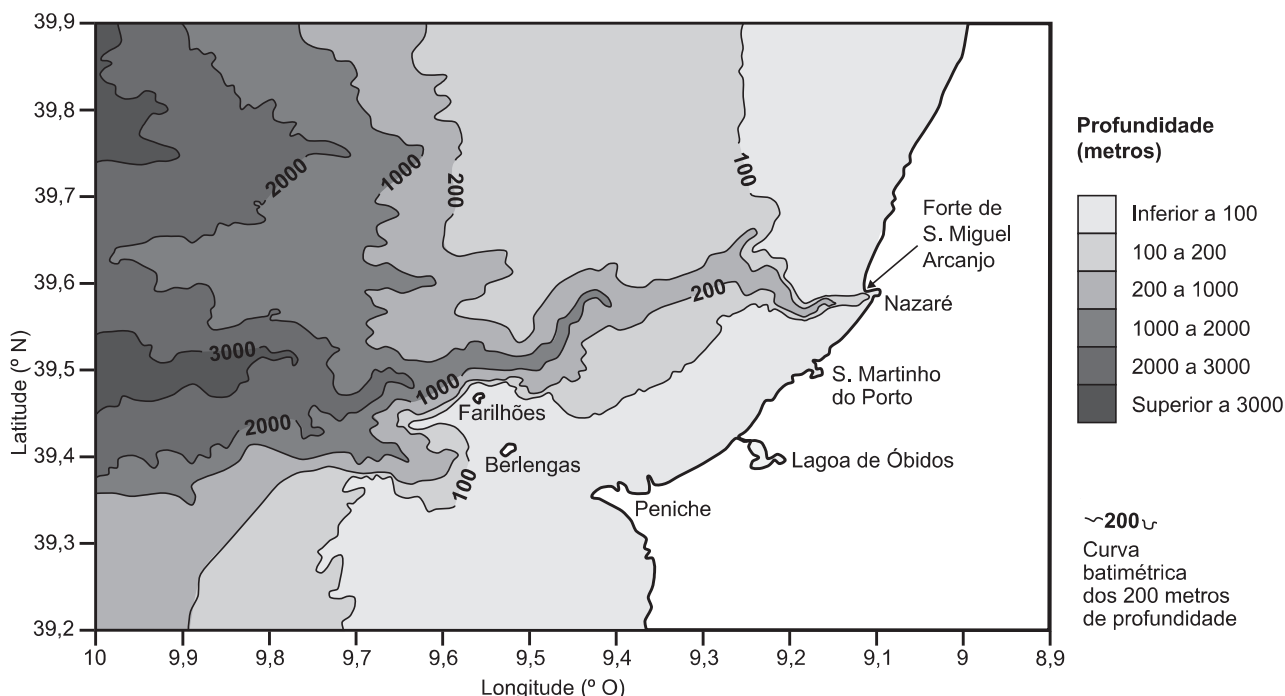 39,9
39,8
39,7
39,6
39,5
39,4
39,3
39,2
Latitude (º N)
10
9,9
9,8
9,7
9,6
9,5
9,4
9,3
9,2
9,1
9
8,9
Longitude (º O)
2000
1000
200
100
200
3000
1000
2000
100
Farilhões
Berlengas
Peniche
Forte de
S. Miguel
Arcanjo
Nazaré
S. Martinho
do Porto
Lagoa de Óbidos
Profundidade
(metros)
Inferior a 100
100 a 200
200 a 1000
1000 a 2000
2000 a 3000
Superior a 3000
200
Curva
batimétrica
dos 200 metros
de profundidade